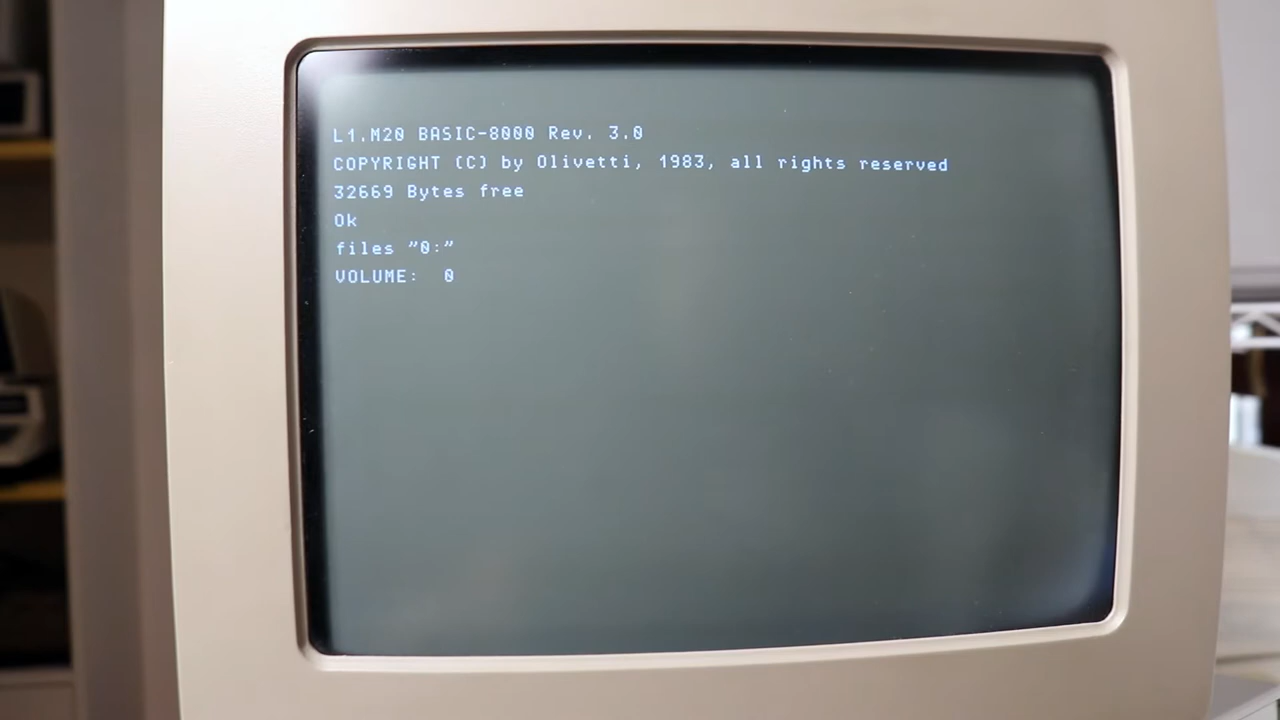 L1.M20 BASIC-8000 Rev. 3.0
COPYRIGHT (C) by Olivetti, 1983, all rights reserved
32669 Bytes free
Ok
files "0:"
VOLUME:  0